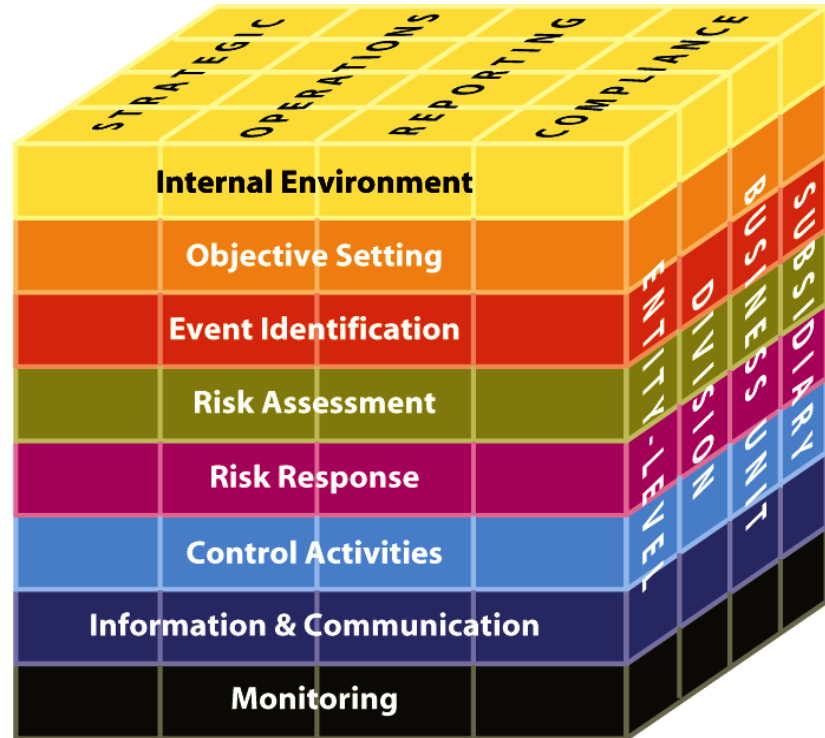 STRATEGIC
OPERATIONS
REPORTING
COMPLIANCE
Internal Environment
Objective Setting
Event Identification
Risk Assessment
Risk Response
Control Activities
Information & Communication
Monitoring
ENTITY-LEVEL
DIVISION
BUSINESS UNIT
SUBSIDIARY